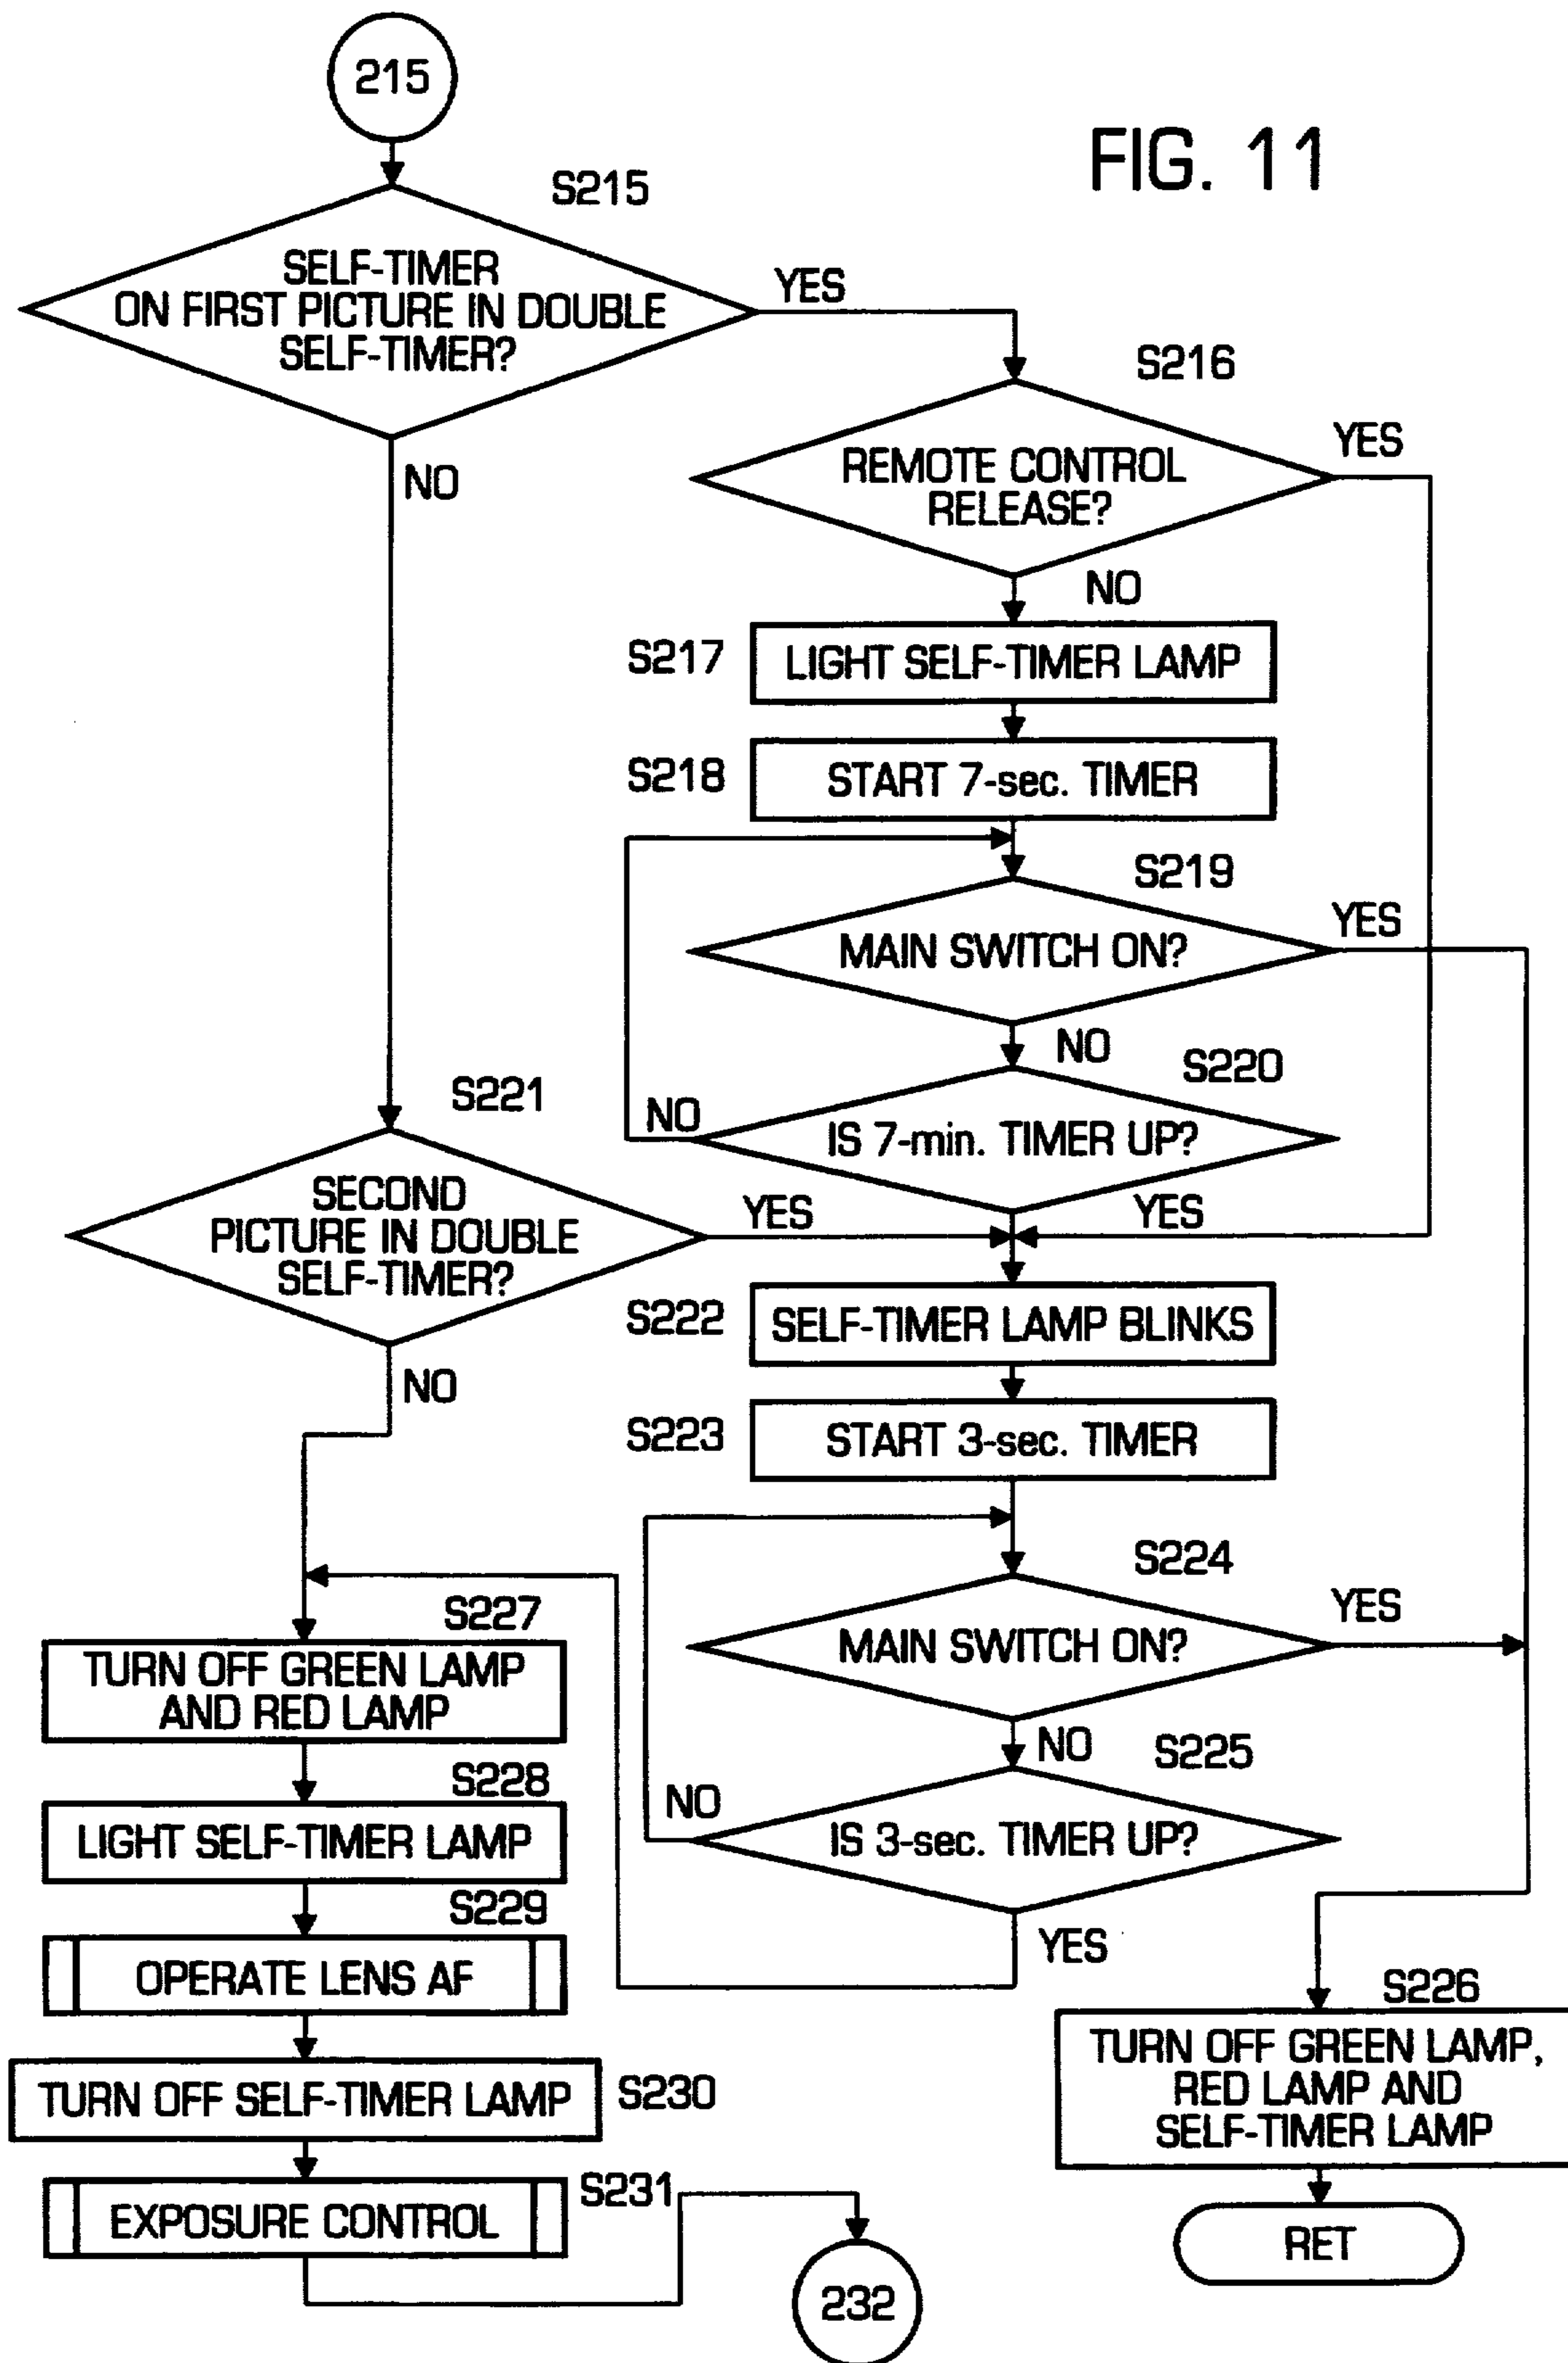 215
FIG. 11
S215
SELF-TIMER
ON FIRST PICTURE IN DOUBLE
SELF-TIMER?
YES
NO
S216
REMOTE CONTROL
RELEASE?
YES
NO
S217
LIGHT SELF-TIMER LAMP
S218
START 7-sec. TIMER
S219
MAIN SWITCH ON?
YES
NO
S220
IS 7-min. TIMER UP?
NO
YES
S221
SECOND
PICTURE IN DOUBLE
SELF-TIMER?
YES
NO
S222
SELF-TIMER LAMP BLINKS
S223
START 3-sec. TIMER
S224
MAIN SWITCH ON?
YES
NO
S225
IS 3-sec. TIMER UP?
NO
YES
S226
TURN OFF GREEN LAMP,
RED LAMP AND
SELF-TIMER LAMP
RET
S227
TURN OFF GREEN LAMP
AND RED LAMP
S228
LIGHT SELF-TIMER LAMP
S229
OPERATE LENS AF
TURN OFF SELF-TIMER LAMP
S230
EXPOSURE CONTROL
S231
232